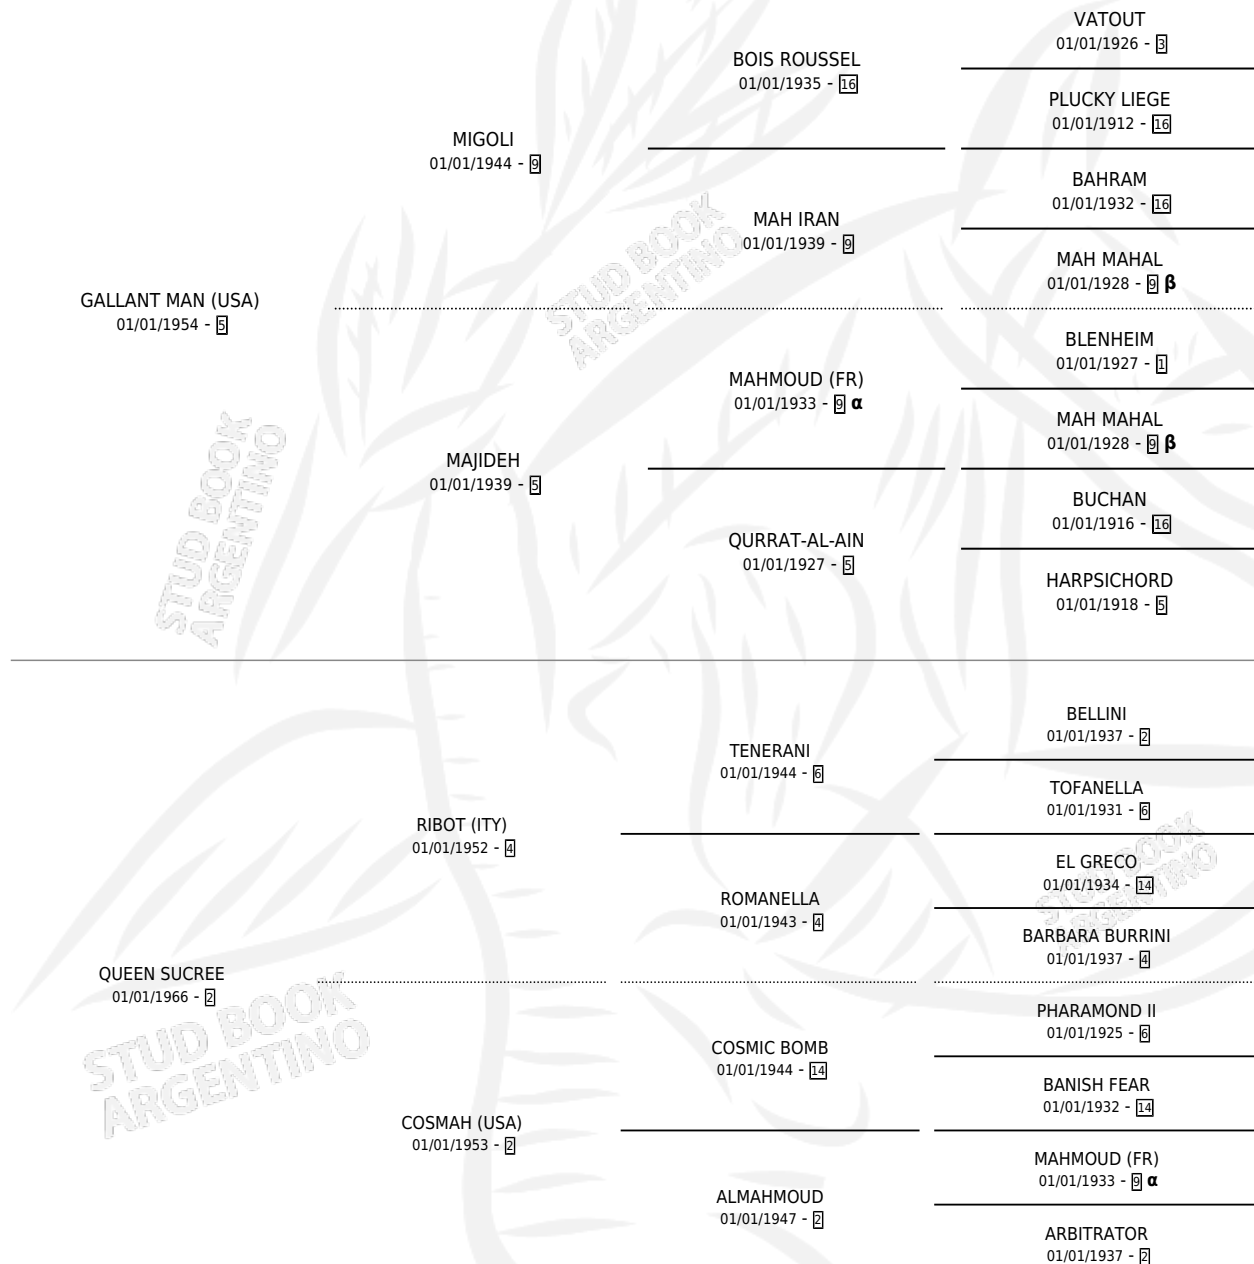 VATOUT
01/01/1926 - 3
BOIS ROUSSEL
01/01/1935 - 16
PLUCKY LIEGE
01/01/1912 - 16
MIGOLI
01/01/1944 - 9
BAHRAM
01/01/1932 - 16
MAH IRAN
01/01/1939 - 9
MAH MAHAL
01/01/1928 - 9 β
GALLANT MAN (USA)
01/01/1954 - 5
BLENHEIM
01/01/1927 - 1
MAHMOUD (FR)
01/01/1933 - 9 α
MAH MAHAL
01/01/1928 - 9 β
MAJIDEH
01/01/1939 - 5
BUCHAN
01/01/1916 - 16
QURRAT-AL-AIN
01/01/1927 - 5
HARPSICHORD
01/01/1918 - 5
BELLINI
01/01/1937 - 2
TENERANI
01/01/1944 - 6
TOFANELLA
01/01/1931 - 6
RIBOT (ITY)
01/01/1952 - 4
EL GRECO
01/01/1934 - 14
ROMANELLA
01/01/1943 - 4
BARBARA BURRINI
01/01/1937 - 4
QUEEN SUCREE
01/01/1966 - 2
PHARAMOND II
01/01/1925 - 6
COSMIC BOMB
01/01/1944 - 14
BANISH FEAR
01/01/1932 - 14
COSMAH (USA)
01/01/1953 - 2
MAHMOUD (FR)
01/01/1933 - 9 α
ALMAHMOUD
01/01/1947 - 2
ARBITRATOR
01/01/1937 - 2
STUD BOOK
ARGENTINO
STUD BOOK
ARGENTINO
STUD BOOK
ARGENTINO
STUD BOOK
ARGENTINO